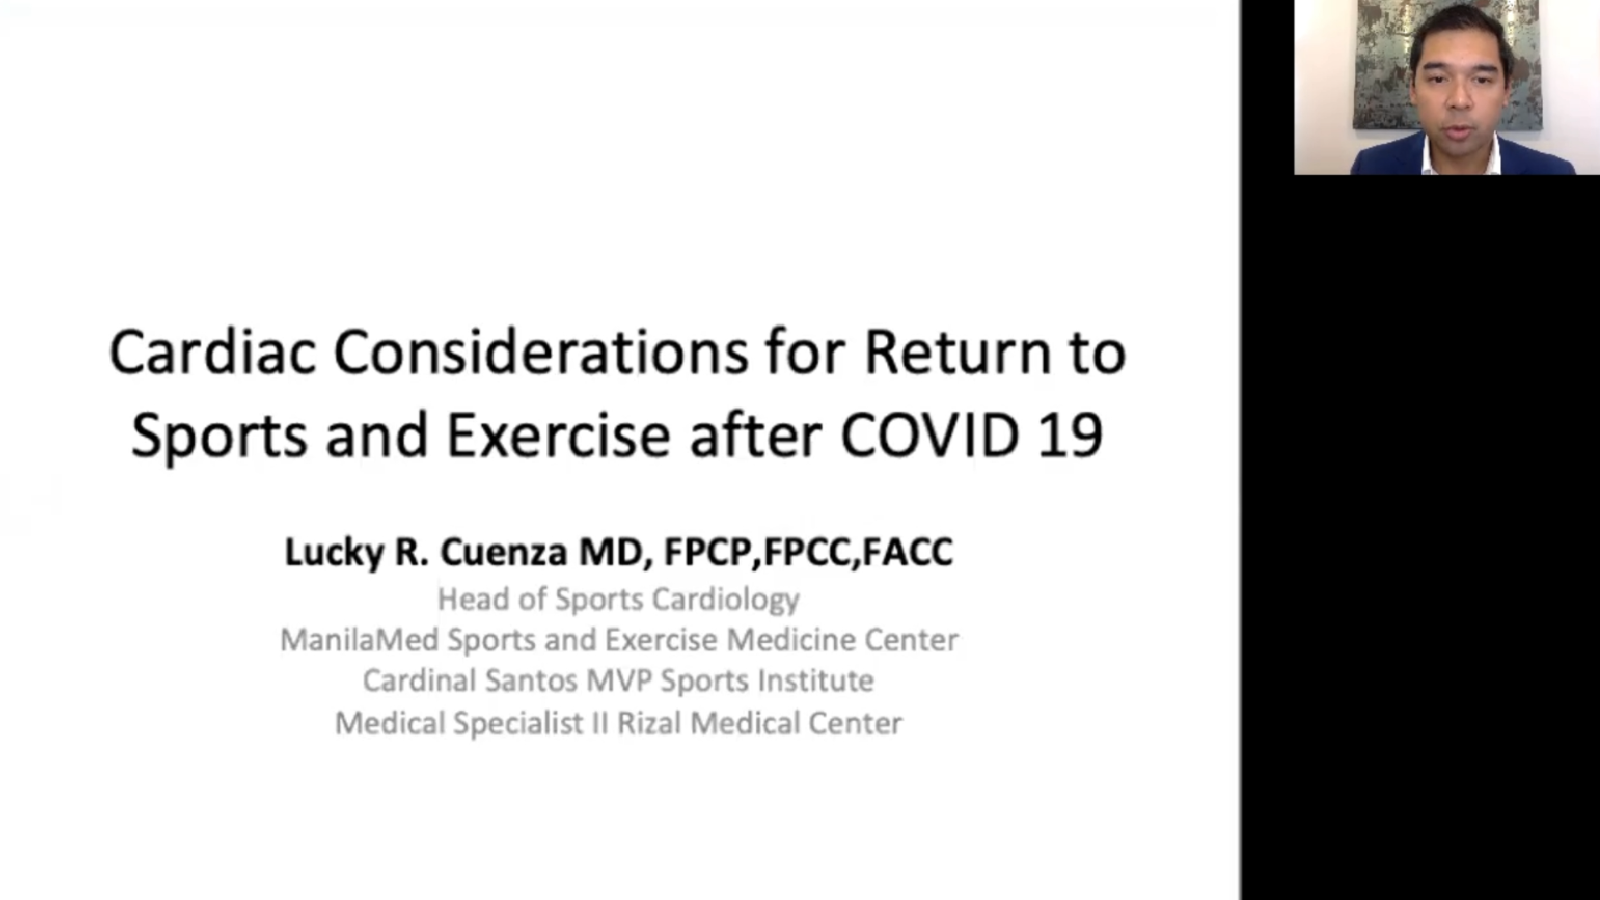 Cardiac Considerations for Return to
Sports and Exercise after COVID 19
Lucky R. Cuenza MD, FPCP,FPCC,FACC
Head of Sports Cardiology
ManilaMed Sports and Exercise Medicine Center
Cardinal Santos MVP Sports Institute
Medical Specialist II Rizal Medical Center